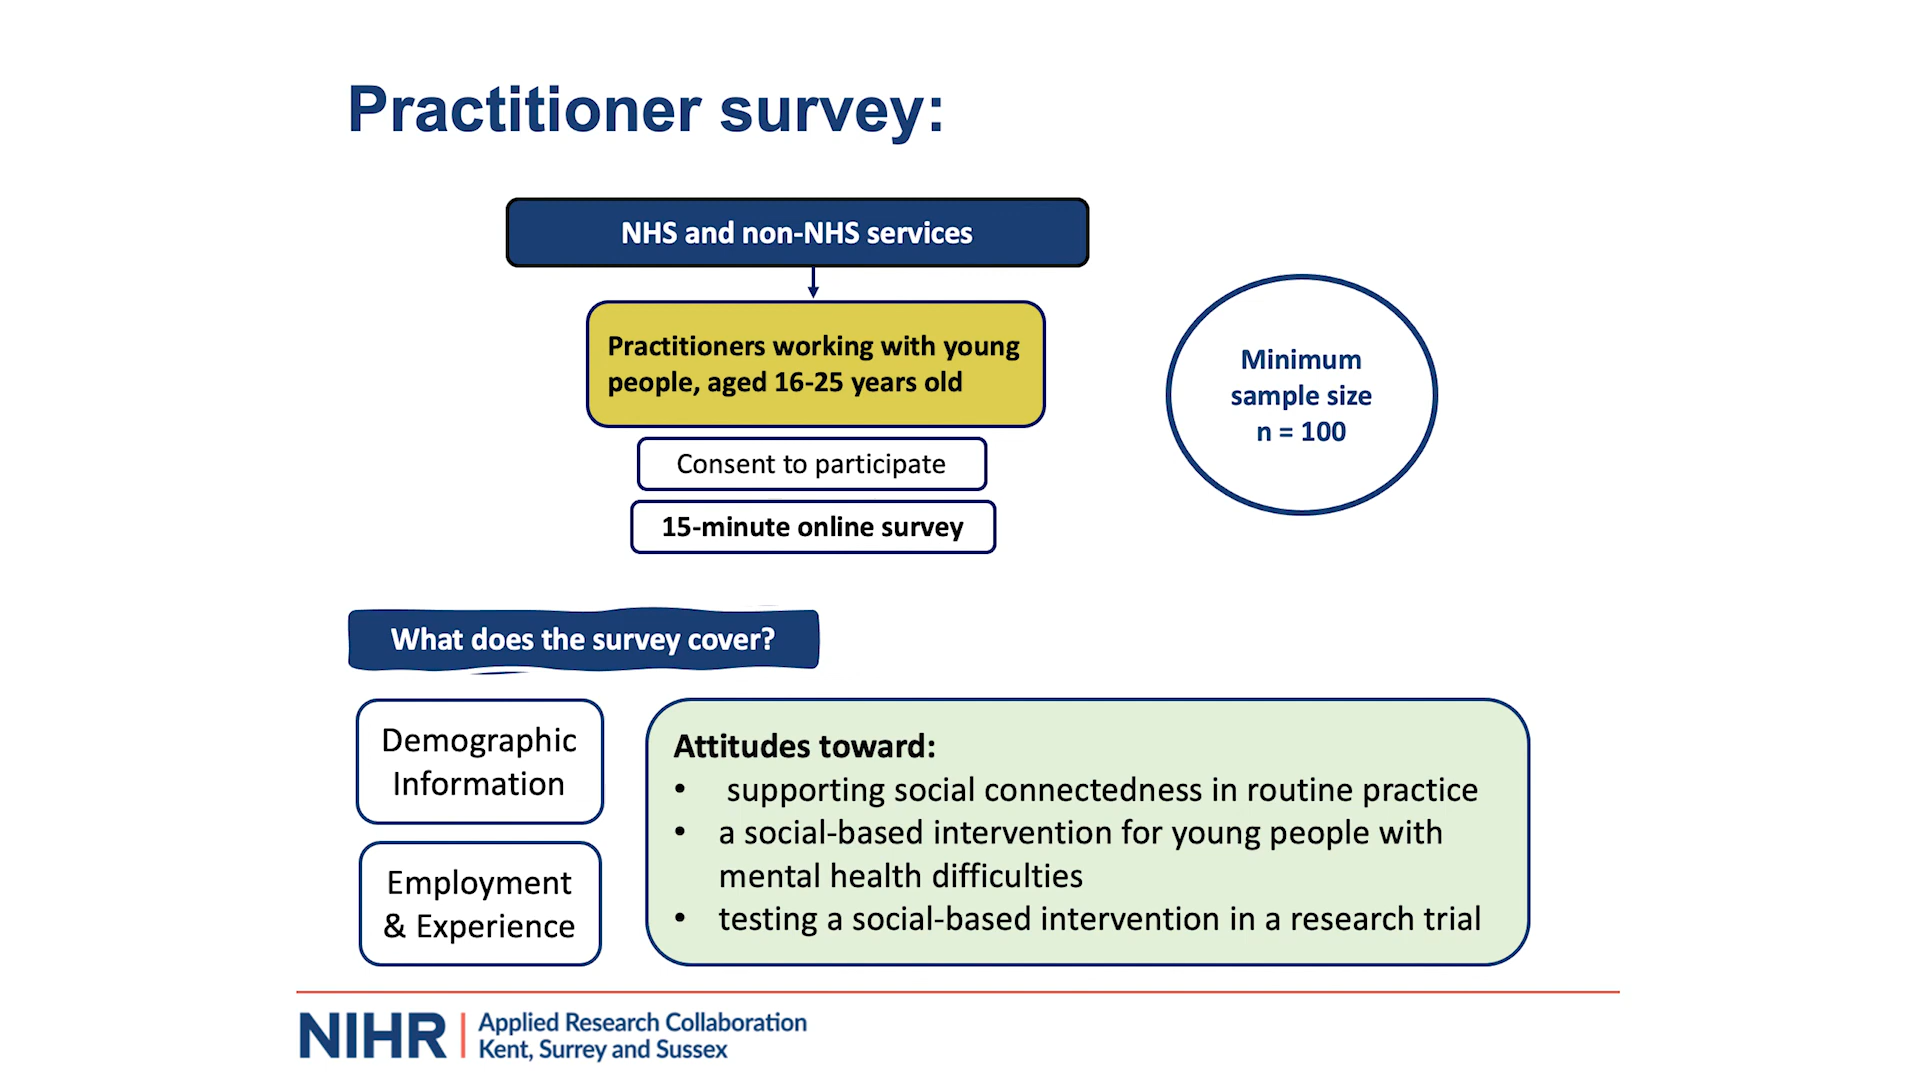 Practitioner survey:
NHS and non-NHS services
Practitioners working with young
people, aged 16-25 years old
Consent to participate
15-minute online survey
Minimum
sample size
n = 100
What does the survey cover?
Demographic
Information
Employment
& Experience
Attitudes toward:
• supporting social connectedness in routine practice
• a social-based intervention for young people with
mental health difficulties
• testing a social-based intervention in a research trial
NIHR | Applied Research Collaboration
Kent, Surrey and Sussex